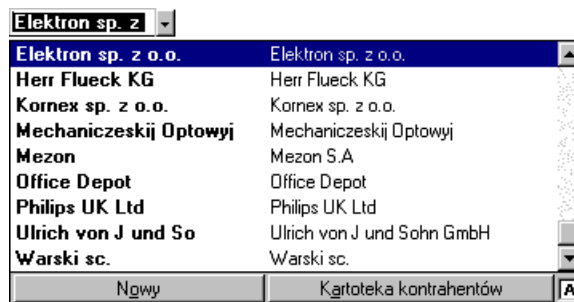 Elektron sp. z
Elektron sp. z o.o. Elektron sp. z o.o.
Herr Flueck KG Herr Flueck KG
Kornex sp. z o.o. Kornex sp. z o.o.
Mechaniczeskij Optowyj Mechaniczeskij Optowyj
Mezon Mezon S.A
Office Depot Office Depot
Philips UK Ltd Philips UK Ltd
Ulrich von J und So Ulrich von J und Sohn GmbH
Warski sc. Warski sc.
Nowy Kartoteka kontrahentów A